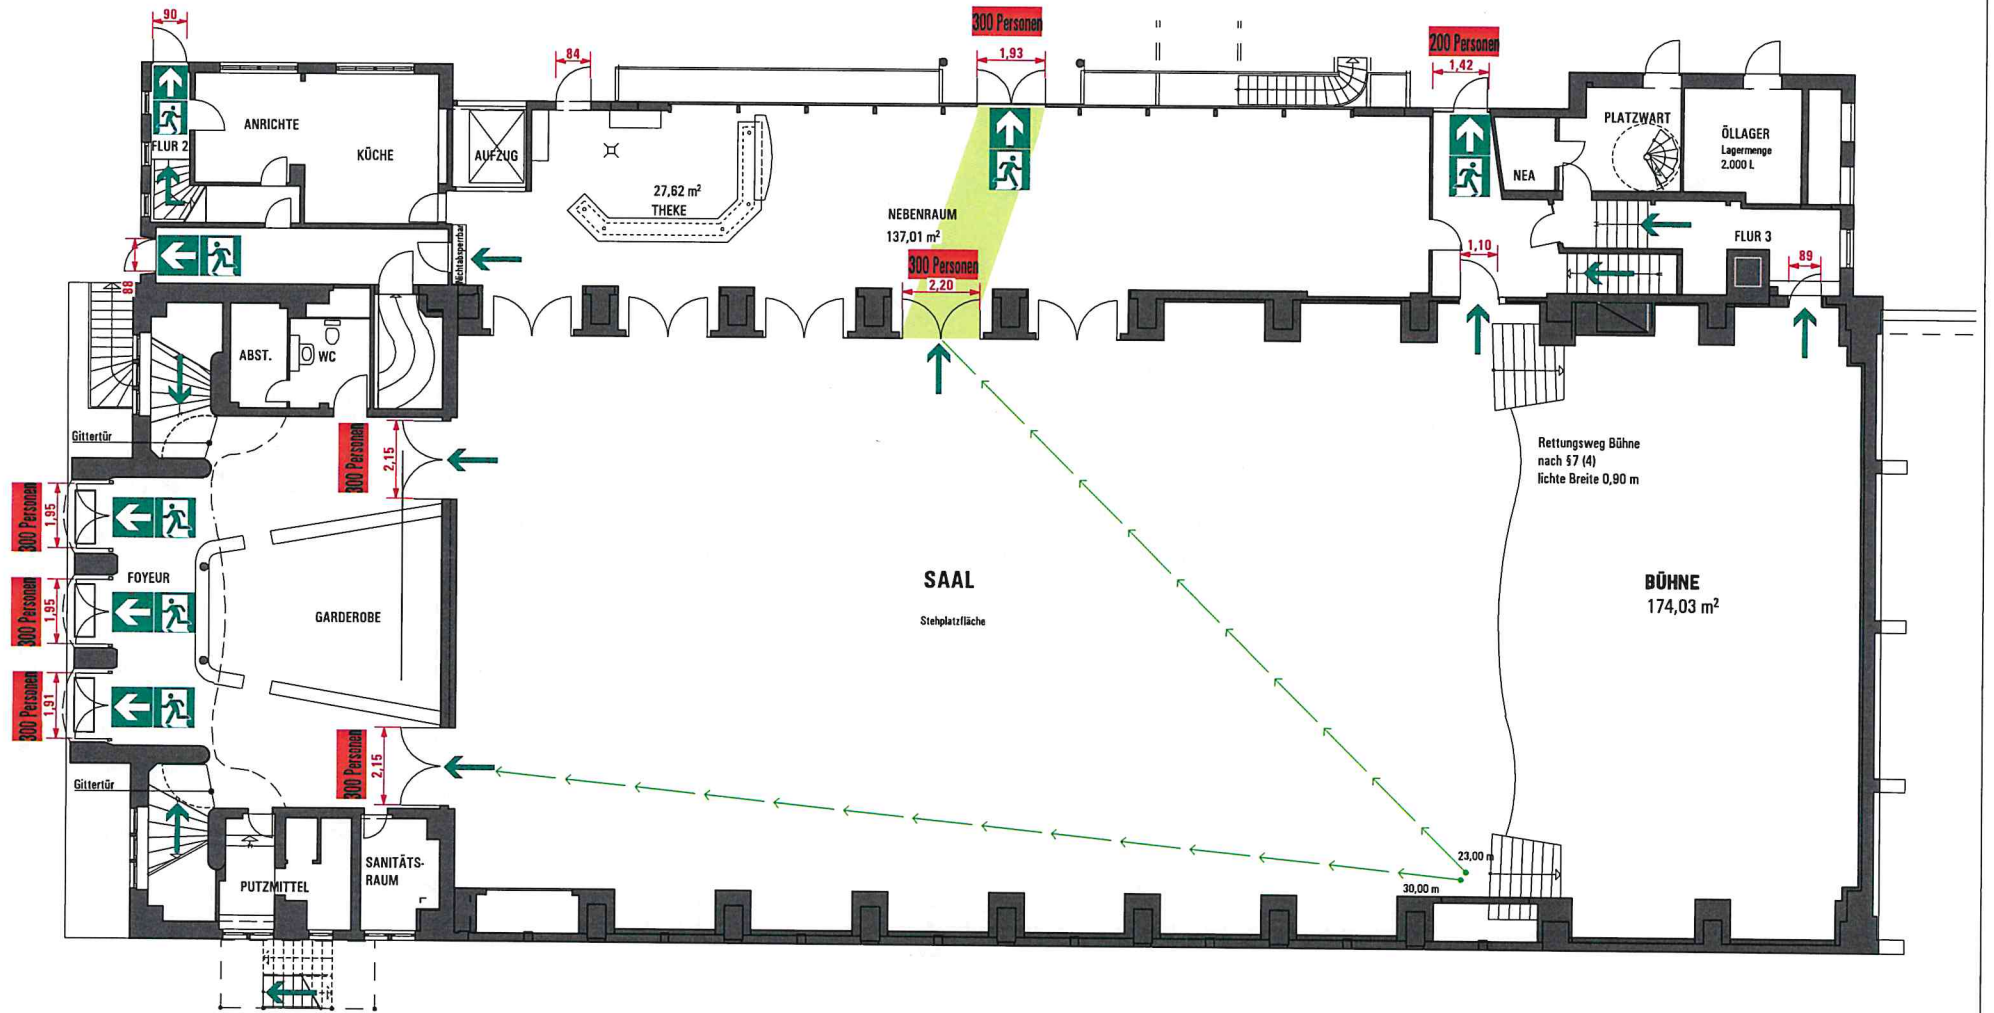 90
300 Personen
1,93
84
200 Personen
1,42
ANRICHTE
KÜCHE
FLUR 2
AUFZUG
27,62 m²
THEKE
NEBENRAUM
137,01 m²
300 Personen
2,20
PLATZWART
ÖLLAGER
Lagermenge
2.000 l.
NEA
FLUR 3
1,10
89
88
Nichtabsperrbar
ABST.
WC
Gittertür
300 Personen
2,15
Rettungsweg Bühne
nach §7 (4)
lichte Breite 0,90 m
300 Personen
1,95
FOYEUR
300 Personen
1,95
GARDEROBE
SAAL
Stehplatzfläche
BÜHNE
174,03 m²
300 Personen
1,91
300 Personen
2,15
Gittertür
23,00 m
30,00 m
SANITÄTS-
RAUM
PUTZMITTEL